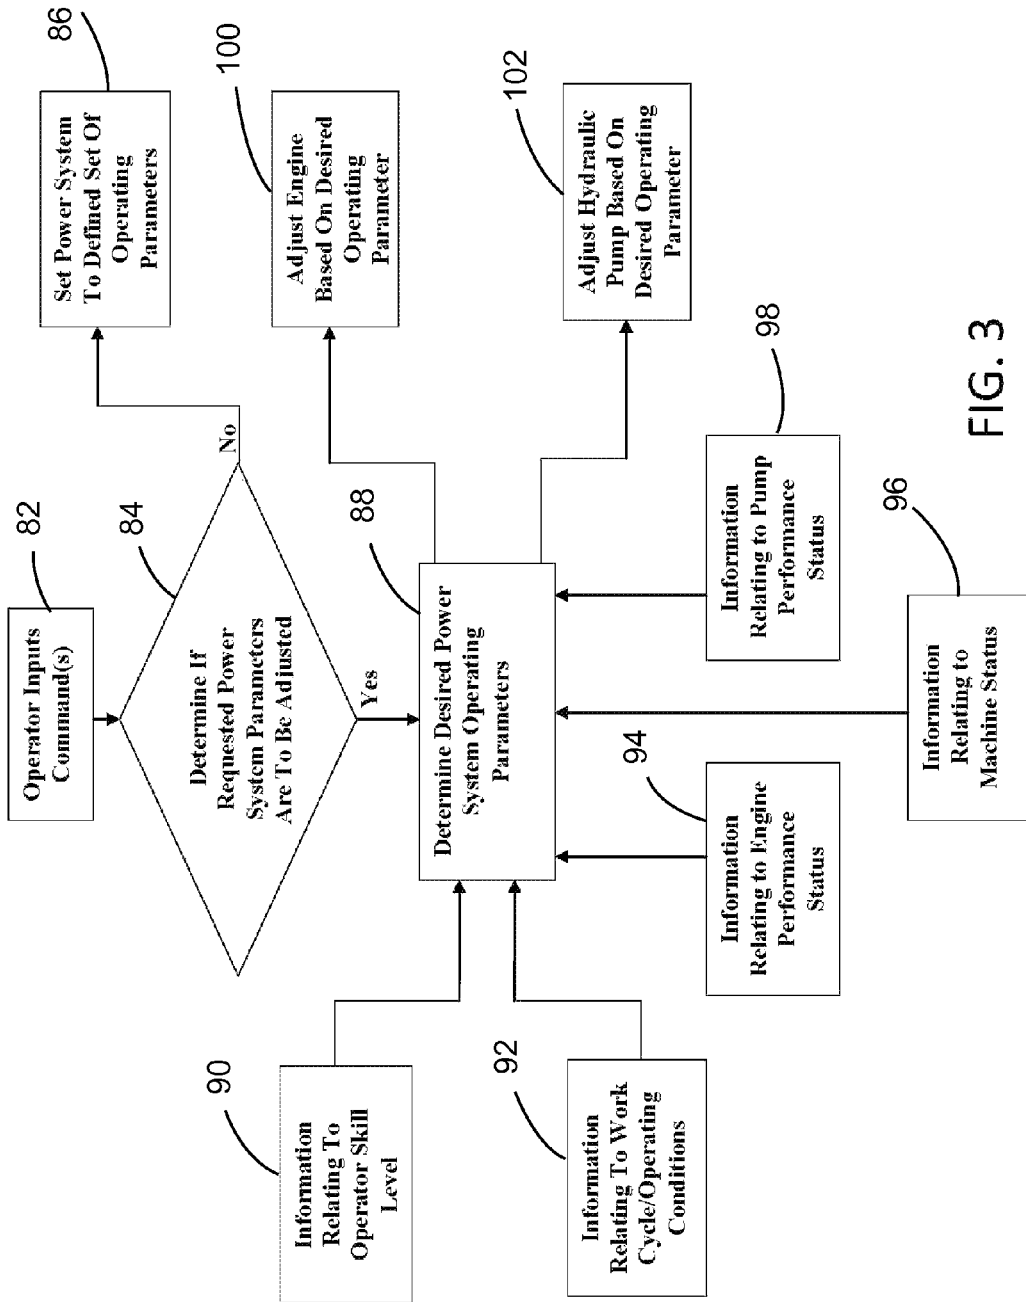 82
Operator Inputs
Command(s)
84
Determine If
Requested Power
System Parameters
Are To Be Adjusted
No
Yes
86
Set Power System
To Defined Set Of
Operating
Parameters
88
Determine Desired Power
System Operating
Parameters
90
Information
Relating To
Operator Skill
Level
92
Information
Relating To Work
Cycle/Operating
Conditions
94
Information
Relating to Engine
Performance
Status
96
Information
Relating to
Machine Status
98
Information
Relating to Pump
Performance
Status
100
Adjust Engine
Based On Desired
Operating
Parameter
102
Adjust Hydraulic
Pump Based On
Desired Operating
Parameter
FIG. 3